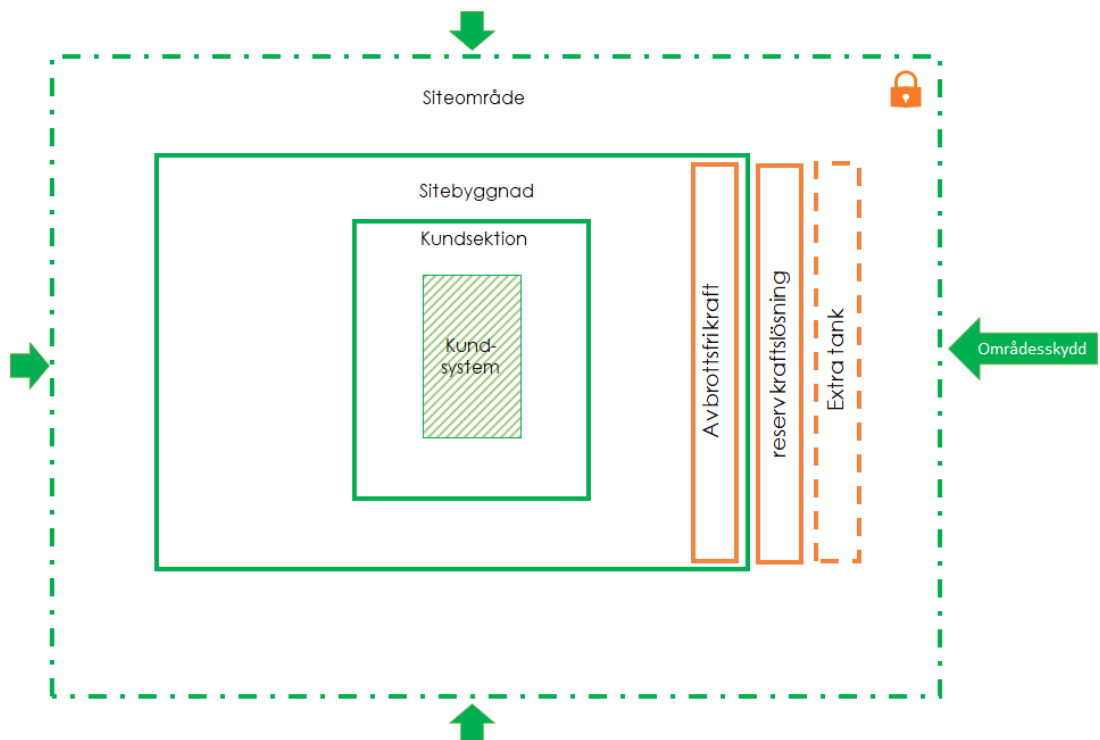 Siteområde
Sitebyggnad
Kundsektion
Kund-
system
Avbrottsfrikraft
reservkraftslösning
Extra tank
Områdesskydd